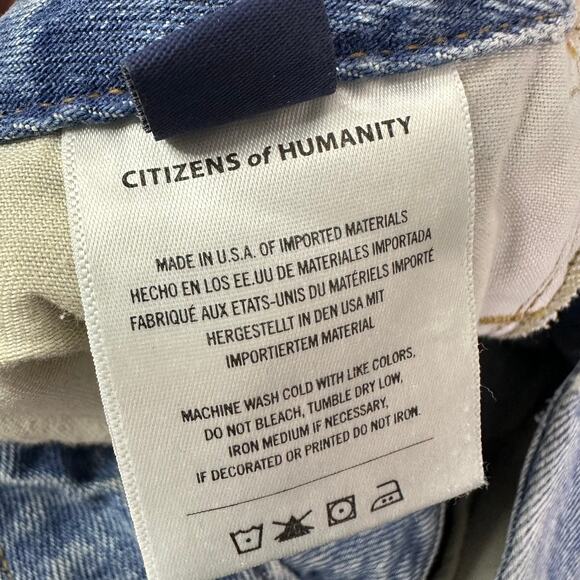 CITIZENS of HUMANITY
MADE IN U.S.A. OF IMPORTED MATERIALS
HECHO EN LOS EE.UU DE MATERIALES IMPORTADA
FABRIQUÉ AUX ETATS-UNIS DU MATÉRIELS IMPORTÉ
HERGESTELLT IN DEN USA MIT
IMPORTIERTEM MATERIAL
MACHINE WASH COLD WITH LIKE COLORS,
DO NOT BLEACH, TUMBLE DRY LOW,
IRON MEDIUM IF NECESSARY,
IF DECORATED OR PRINTED DO NOT IRON.